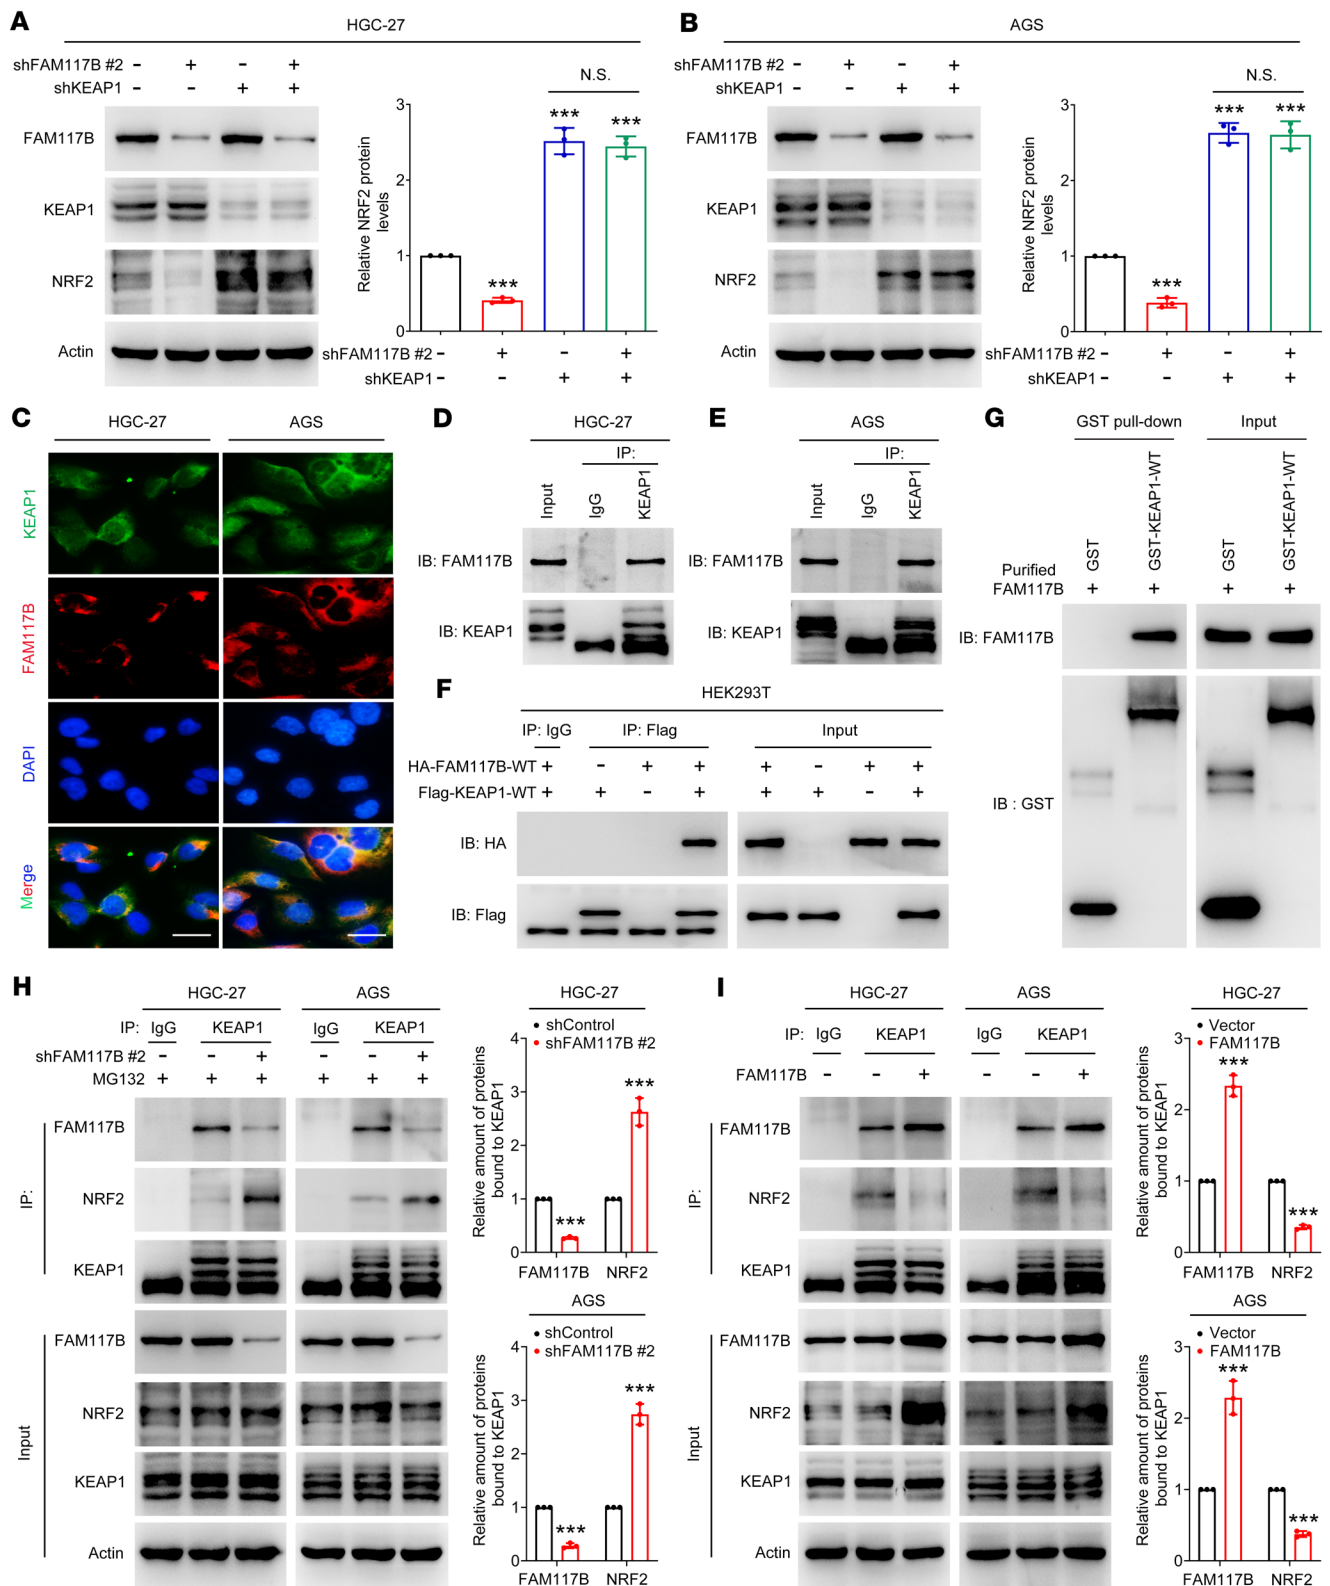 A
HGC-27
shFAM117B #2 - + - +
shKEAP1 - - + +
FAM117B
KEAP1
NRF2
Actin
Relative NRF2 protein
levels
3
2
1
0
***
***
***
N.S.
shFAM117B #2 - + - +
shKEAP1 - - + +
B
AGS
shFAM117B #2 - + - +
shKEAP1 - - + +
FAM117B
KEAP1
NRF2
Actin
Relative NRF2 protein
levels
3
2
1
0
***
***
***
N.S.
shFAM117B #2 - + - +
shKEAP1 - - + +
C
HGC-27 AGS
KEAP1
FAM117B
DAPI
Merge
D
HGC-27
IP:
Input IgG KEAP1
IB: FAM117B
IB: KEAP1
E
AGS
IP:
Input IgG KEAP1
IB: FAM117B
IB: KEAP1
F
HEK293T
IP: IgG IP: Flag Input
HA-FAM117B-WT + - + + + - + +
Flag-KEAP1-WT + + - + + + - +
IB: HA
IB: Flag
G
GST pull-down Input
GST GST-KEAP1-WT GST GST-KEAP1-WT
Purified
FAM117B + + + +
IB: FAM117B
IB : GST
H
HGC-27 AGS
IP: IgG KEAP1 IgG KEAP1
shFAM117B #2 - - + - - +
MG132 + + + + + +
IP:
FAM117B
NRF2
KEAP1
Input
FAM117B
NRF2
KEAP1
Actin
HGC-27
shControl
shFAM117B #2
Relative amount of proteins
bound to KEAP1
4
3
2
1
0
***
***
FAM117B NRF2
AGS
shControl
shFAM117B #2
Relative amount of proteins
bound to KEAP1
4
3
2
1
0
***
***
FAM117B NRF2
I
HGC-27 AGS
IP: IgG KEAP1 IgG KEAP1
FAM117B - - + - - +
IP:
FAM117B
NRF2
KEAP1
Input
FAM117B
NRF2
KEAP1
Actin
HGC-27
Vector
FAM117B
Relative amount of proteins
bound to KEAP1
3
2
1
0
***
***
FAM117B NRF2
AGS
Vector
FAM117B
Relative amount of proteins
bound to KEAP1
3
2
1
0
***
***
FAM117B NRF2